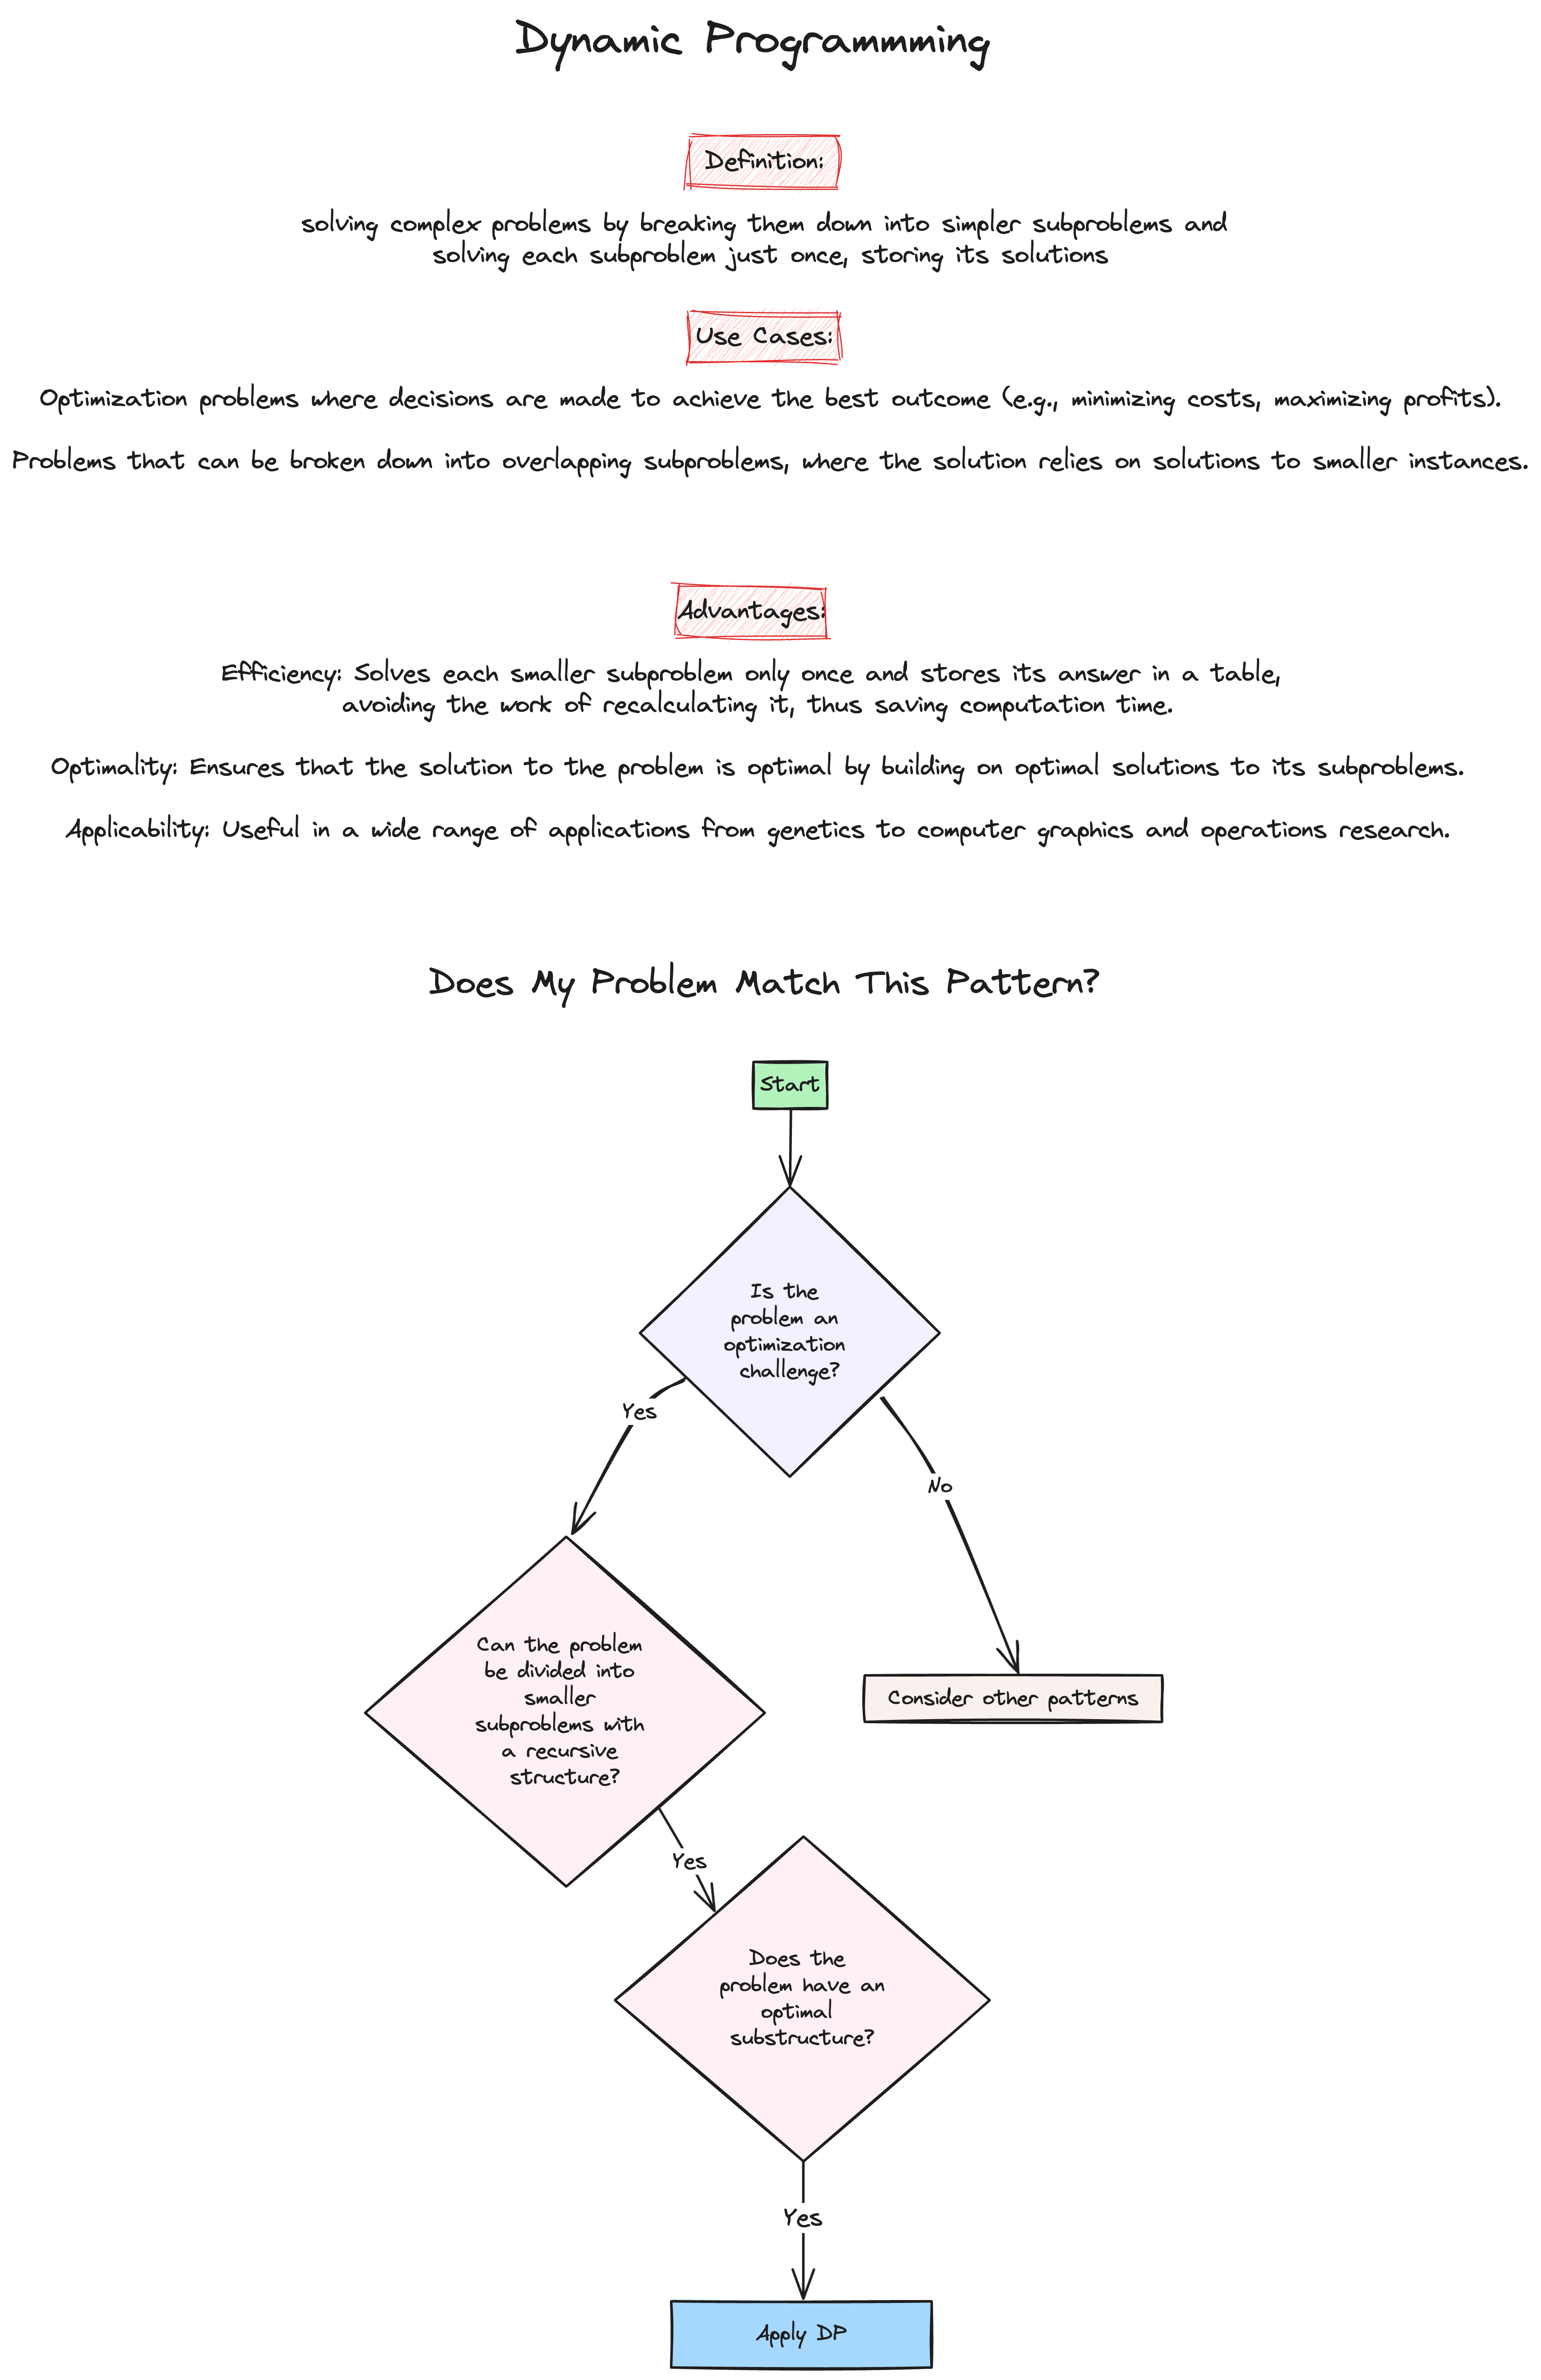 Dynamic Programmming
Definition:
solving complex problems by breaking them down into simpler subproblems and
solving each subproblem just once, storing its solutions
Use Cases:
Optimization problems where decisions are made to achieve the best outcome (e.g., minimizing costs, maximizing profits).
Problems that can be broken down into overlapping subproblems, where the solution relies on solutions to smaller instances.
Advantages:
Efficiency: Solves each smaller subproblem only once and stores its answer in a table,
avoiding the work of recalculating it, thus saving computation time.
Optimality: Ensures that the solution to the problem is optimal by building on optimal solutions to its subproblems.
Applicability: Useful in a wide range of applications from genetics to computer graphics and operations research.
Does My Problem Match This Pattern?
Start
Is the
problem an
optimization
challenge?
Yes
No
Can the problem
be divided into
smaller
subproblems with
a recursive
structure?
Consider other patterns
Yes
Does the
problem have an
optimal
substructure?
Yes
Apply DP